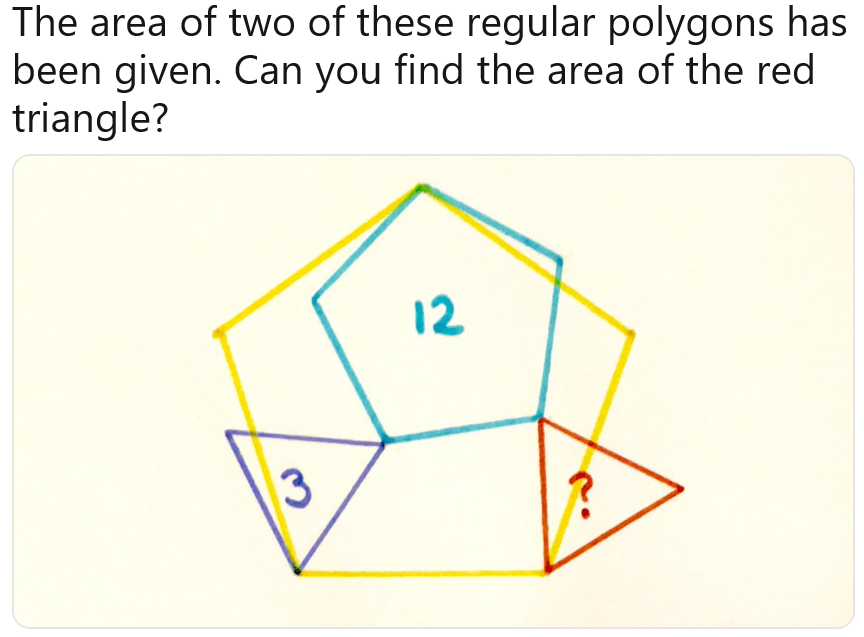 The area of two of these regular polygons has
been given. Can you find the area of the red
triangle?
12
3
?